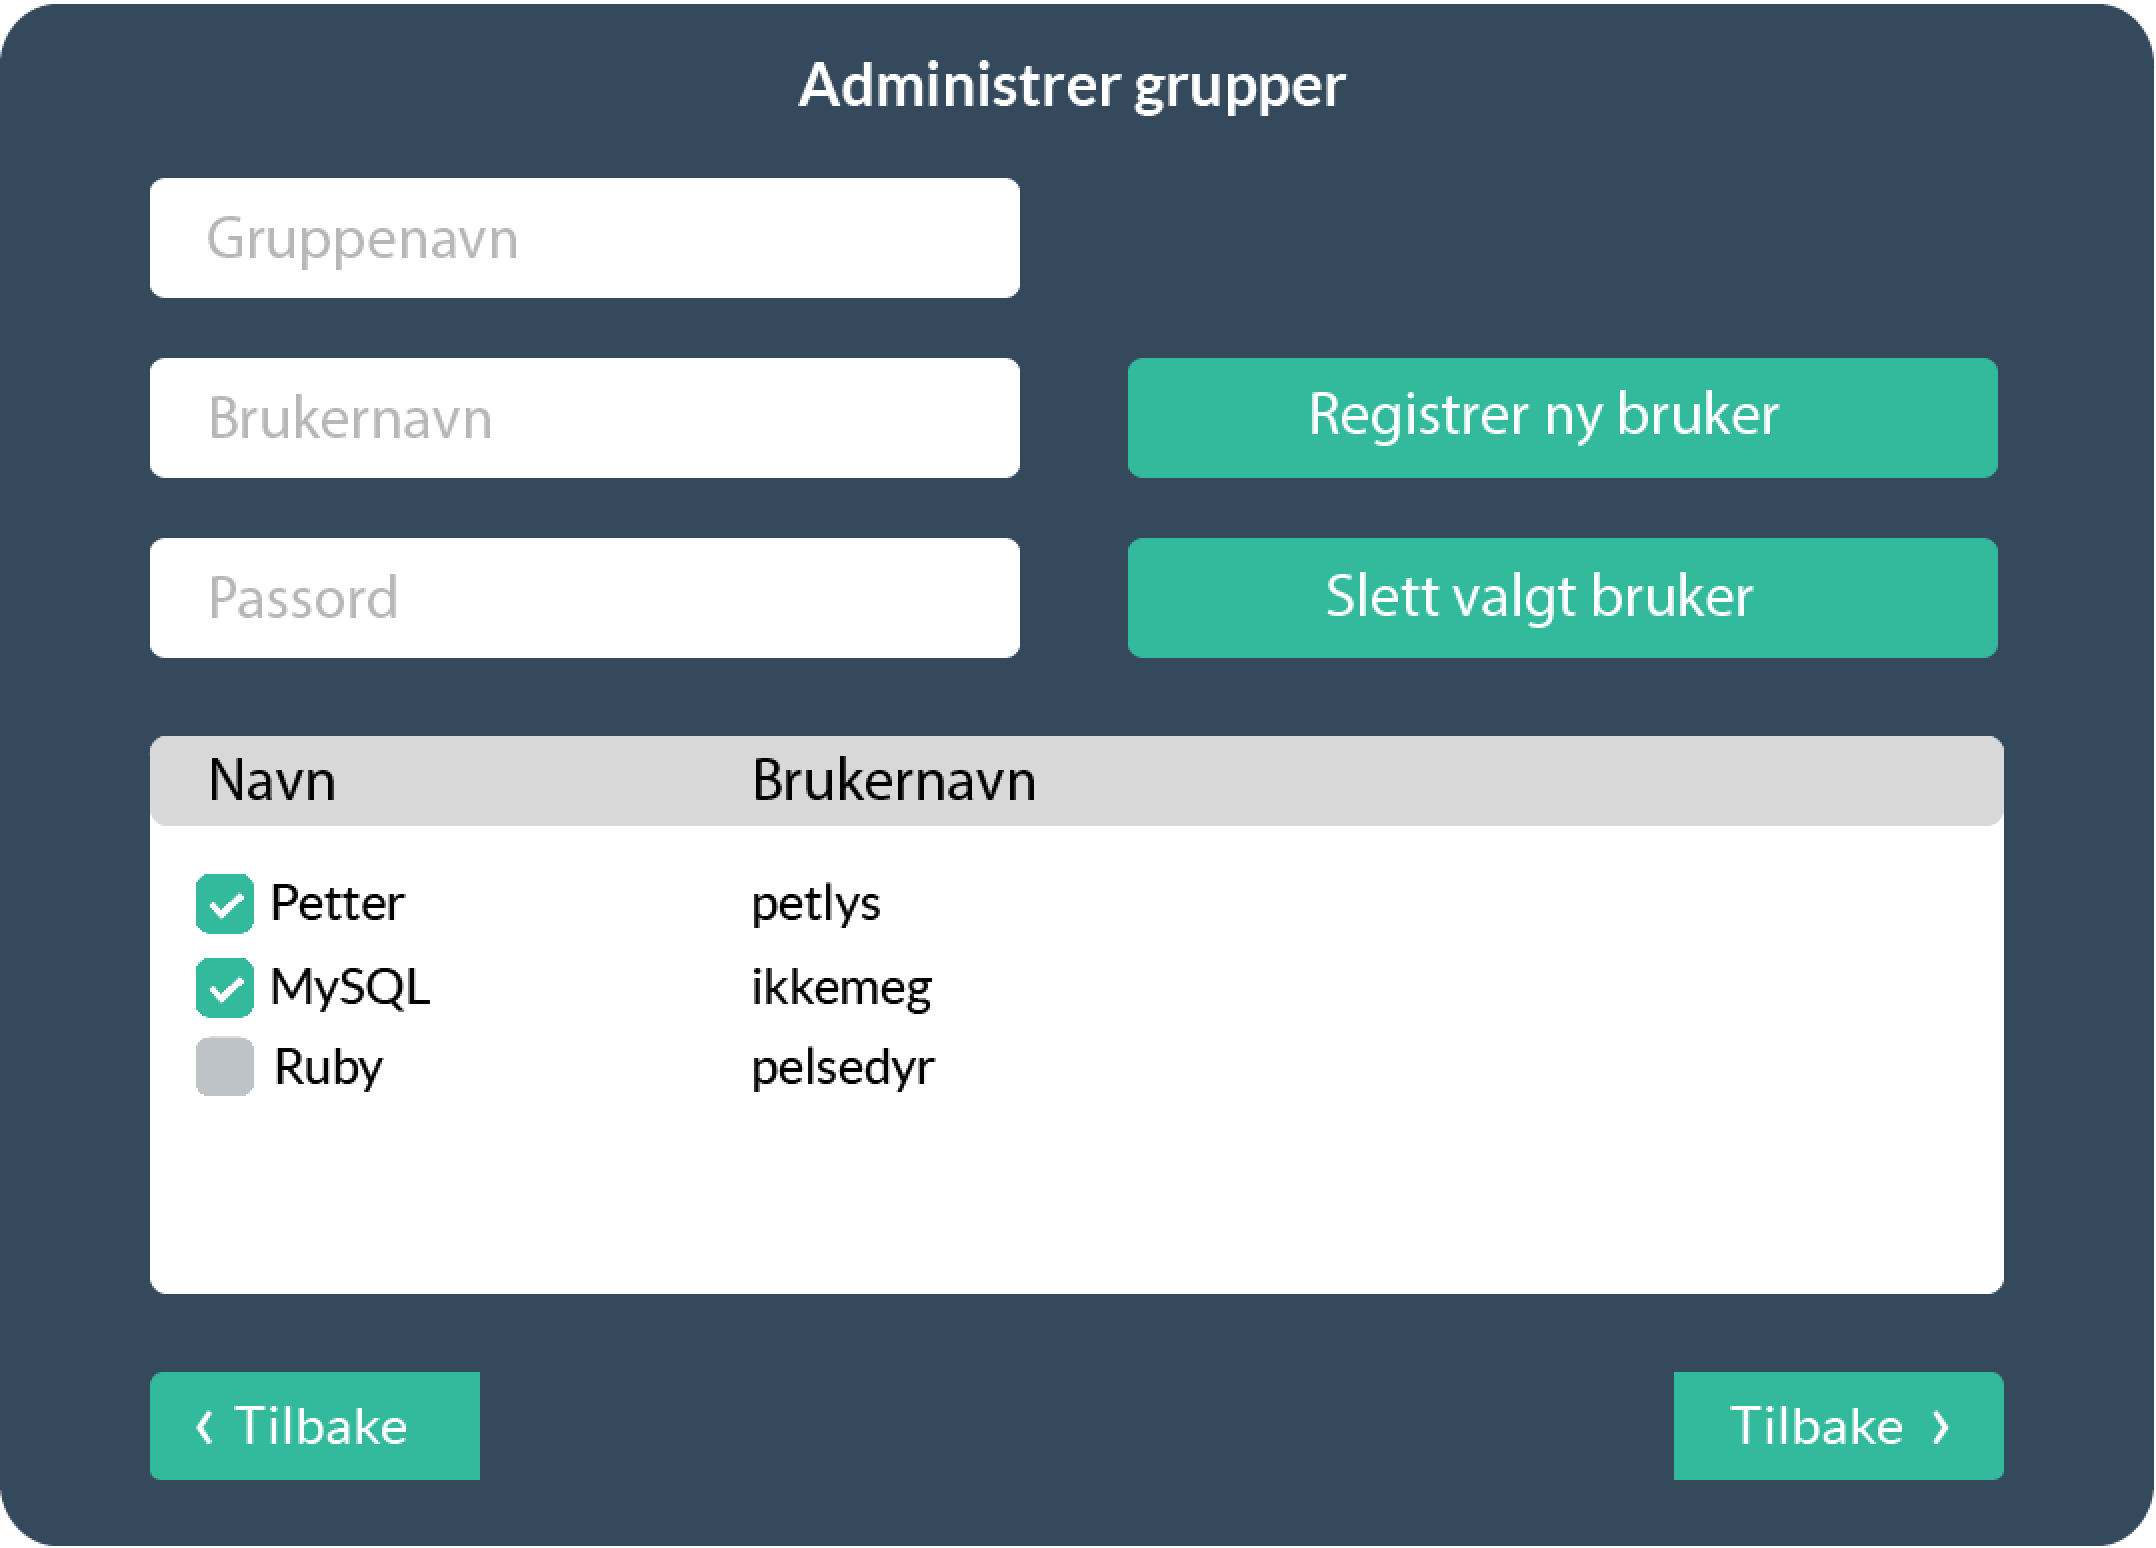 Administrer grupper
Gruppenavn
Brukernavn
Registrer ny bruker
Passord
Slett valgt bruker
Navn Brukernavn
Petter petlys
MySQL ikkemeg
Ruby pelsedyr
‹ Tilbake
Tilbake ›